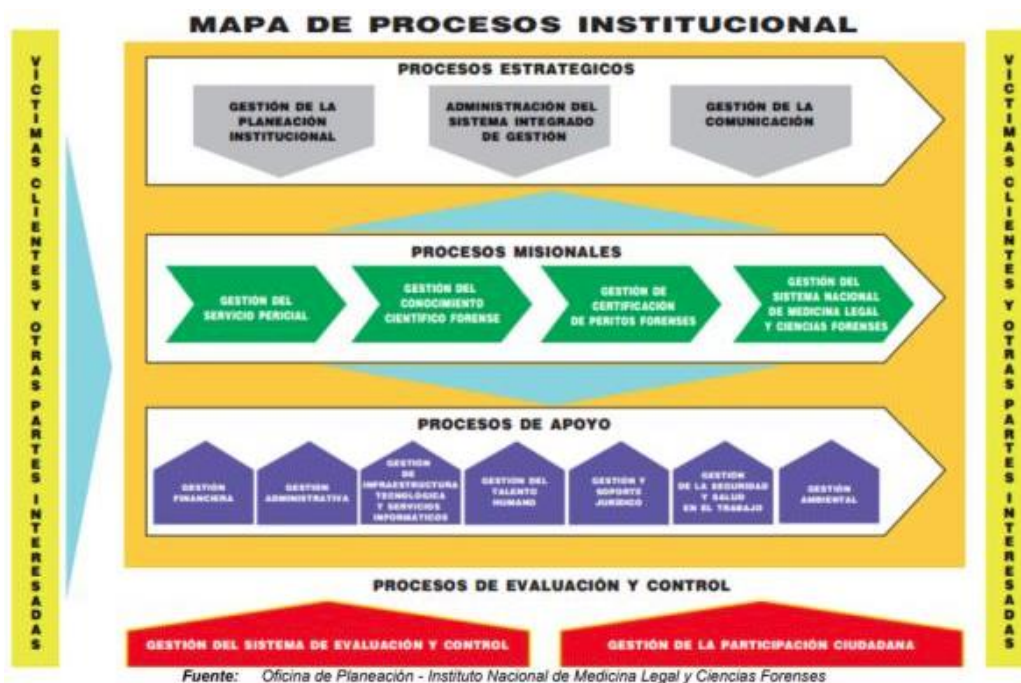 MAPA DE PROCESOS INSTITUCIONAL
VICTIMAS CLIENTES Y OTRAS PARTES INTERESADAS
PROCESOS ESTRATEGICOS
GESTIÓN DE LA
PLANEACIÓN
INSTITUCIONAL
ADMINISTRACIÓN DEL
SISTEMA INTEGRADO
DE GESTIÓN
GESTIÓN DE LA
COMUNICACIÓN
PROCESOS MISIONALES
GESTIÓN DEL
SERVICIO PERICIAL
GESTIÓN DEL
CONOCIMIENTO
CIENTÍFICO FORENSE
GESTIÓN DE
CERTIFICACIÓN
DE PERITOS FORENSES
GESTIÓN DEL
SISTEMA NACIONAL
DE MEDICINA LEGAL
Y CIENCIAS FORENSES
PROCESOS DE APOYO
GESTIÓN
FINANCIERA
GESTIÓN
ADMINISTRATIVA
GESTIÓN
DE
INFRAESTRUCTURA
TECNOLÓGICA
Y SERVICIOS
INFORMÁTICOS
GESTIÓN DEL
TALENTO
HUMANO
GESTIÓN Y
SOPORTE
JURÍDICO
GESTIÓN
DE LA SEGURIDAD
Y SALUD
EN EL TRABAJO
GESTIÓN
AMBIENTAL
VICTIMAS CLIENTES Y OTRAS PARTES INTERESADAS
PROCESOS DE EVALUACIÓN Y CONTROL
GESTIÓN DEL SISTEMA DE EVALUACIÓN Y CONTROL
GESTIÓN DE LA PARTICIPACIÓN CIUDADANA
Fuente: Oficina de Planeación - Instituto Nacional de Medicina Legal y Ciencias Forenses